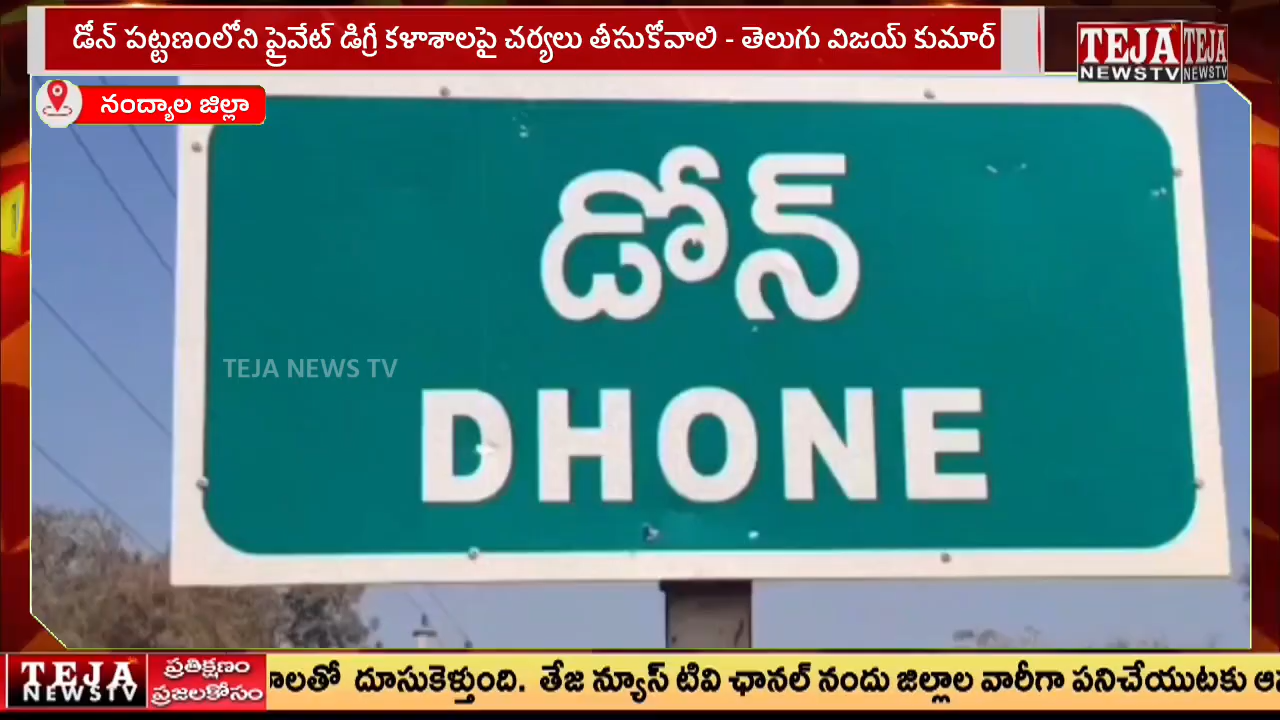 డోన్ పట్టణంలోని ప్రైవేట్ డిగ్రీ కళాశాలపై చర్యలు తీసుకోవాలి - తెలుగు విజయ్ కుమార్
TEJA TEJA
NEWSTV NEWSTV
నంద్యాల జిల్లా
డోన్
TEJA NEWS TV
DHONE
TEJA
NEWSTV
ప్రతిక్షణం
ప్రజలకోసం
దూసుకెళ్తుంది. తేజ న్యూస్ టివి ఛానల్ నందు జిల్లాల వారీగా పనిచేయుటకు